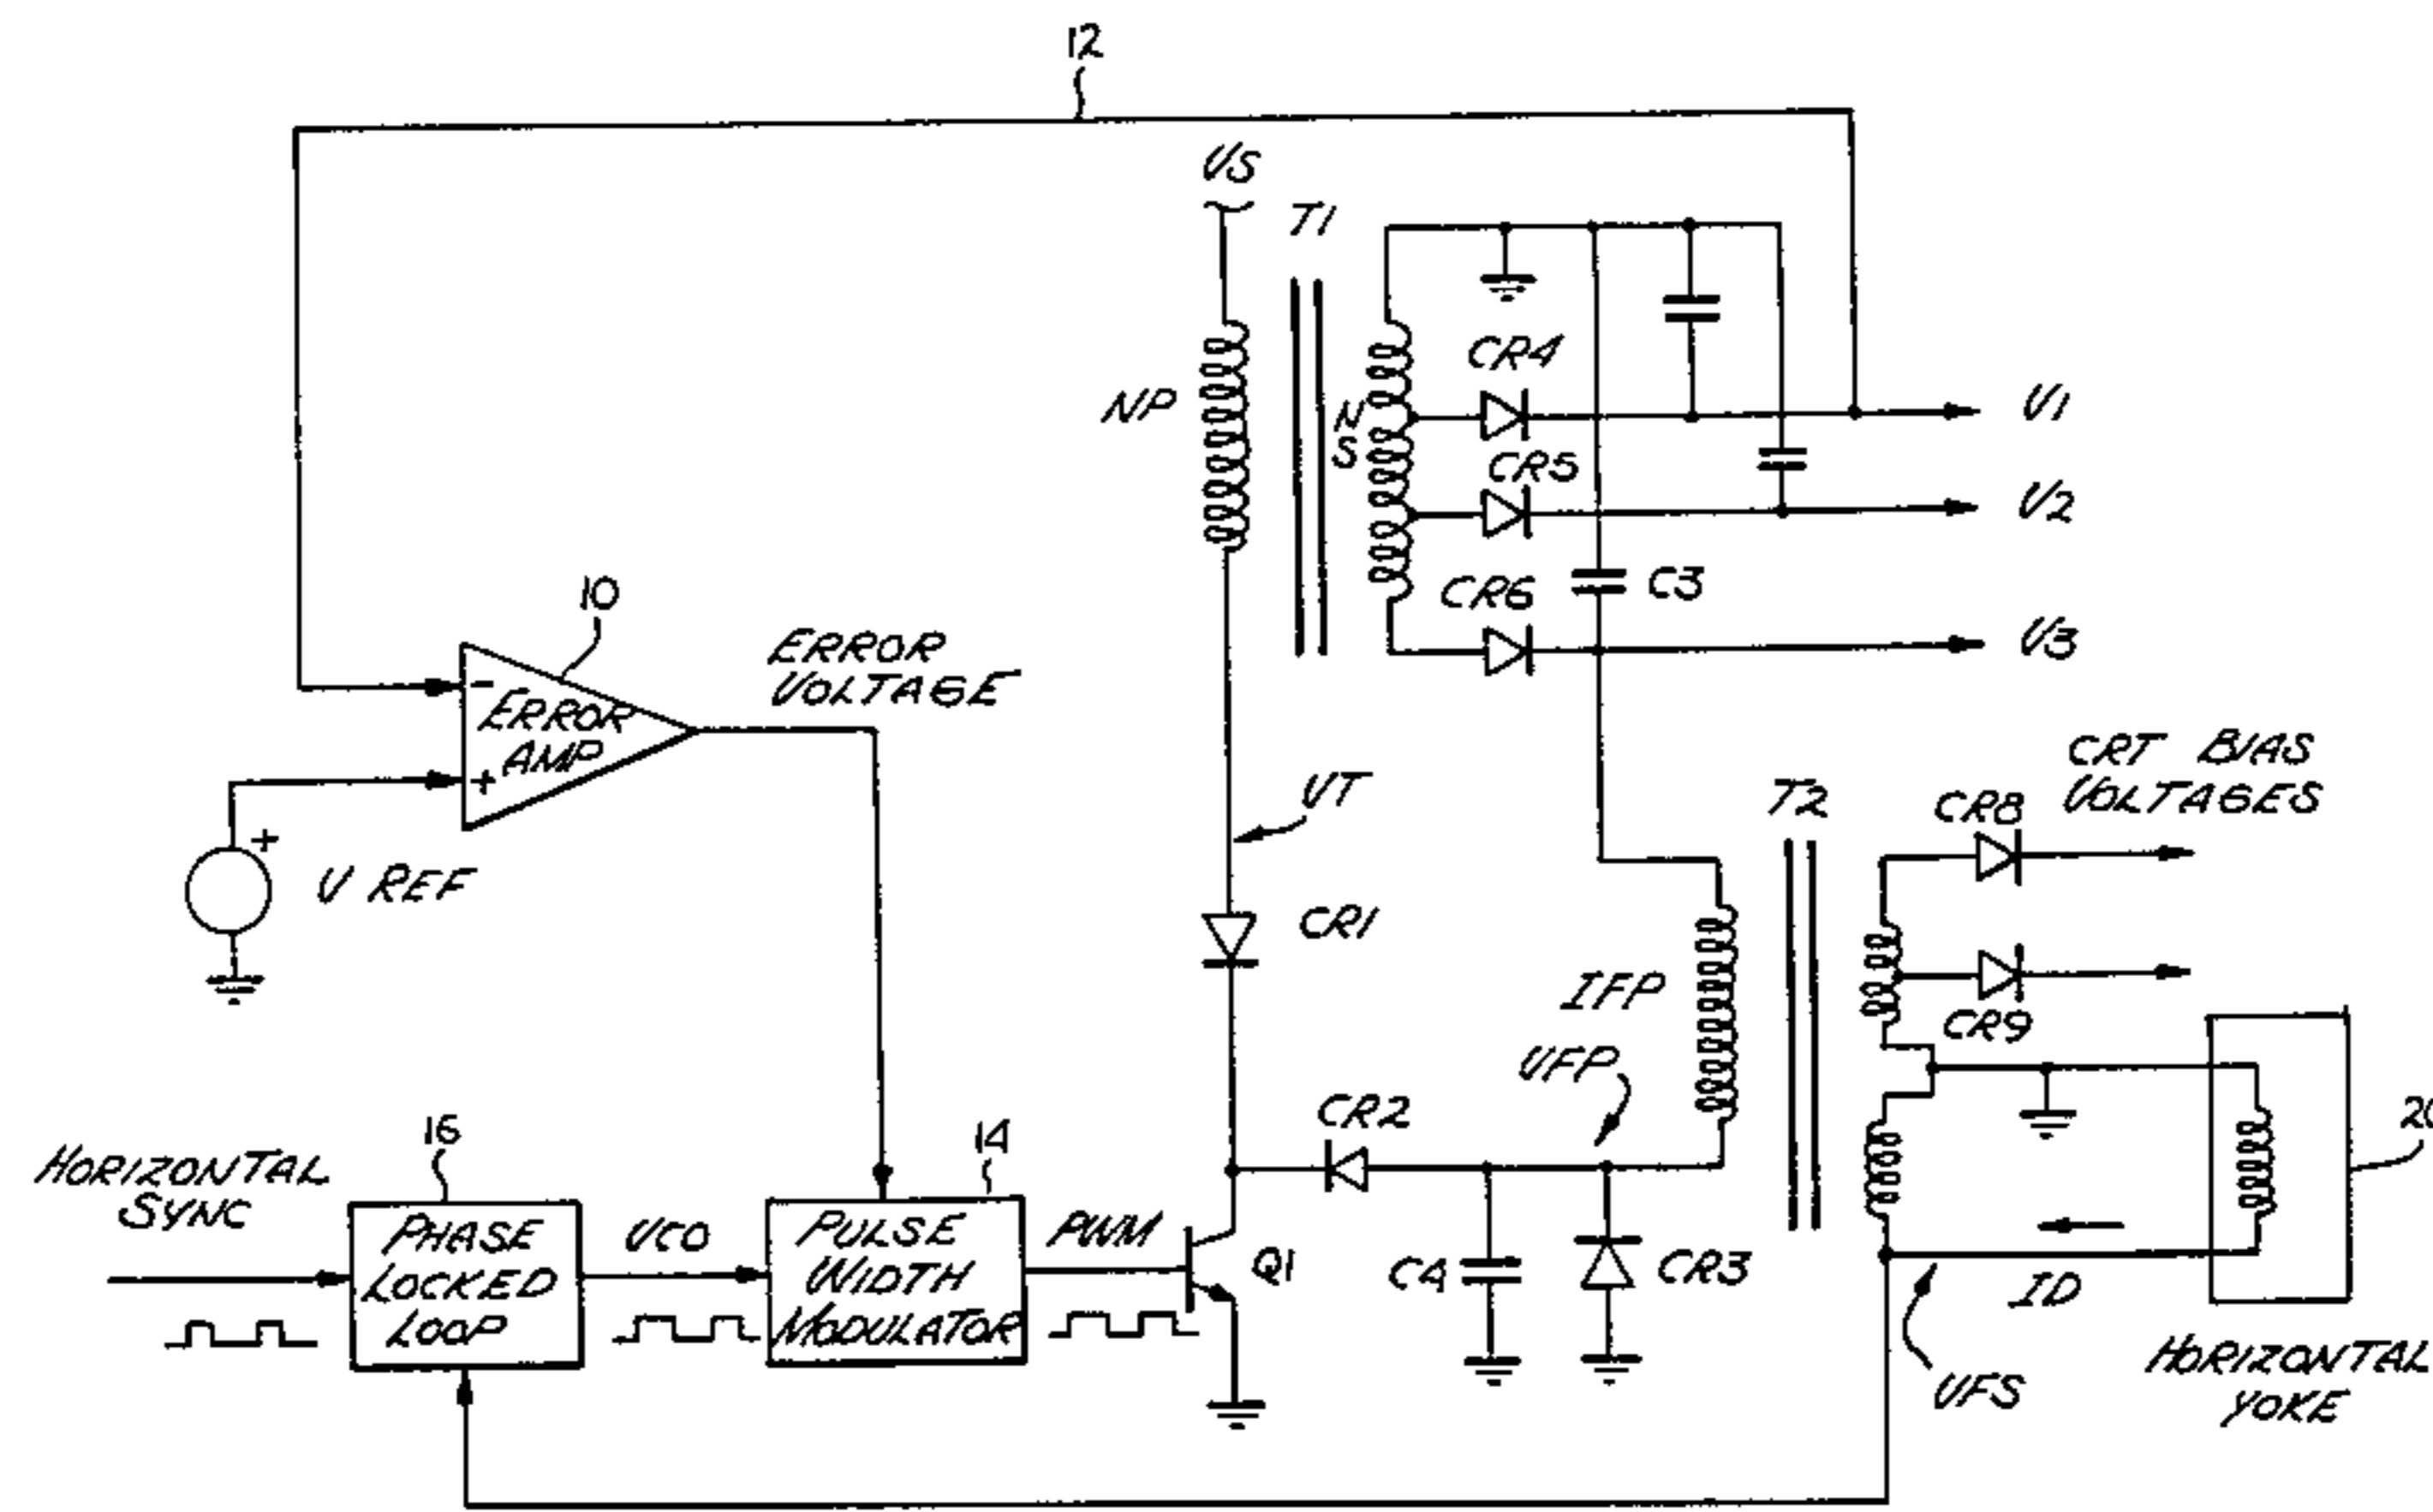 12
VS
T1
NP
N
S
CR4
CR5
CR6
C3
V1
V2
V3
10
ERROR
VOLTAGE
-
ERROR
AMP
+
+
V REF
VT
CR1
T2
CRT BIAS
VOLTAGES
CR8
CR9
IFP
VFP
CR2
C4
CR3
HORIZONTAL
SYNC
16
PHASE
LOCKED
LOOP
VCO
14
PULSE
WIDTH
MODULATOR
PWM
Q1
ID
VFS
20
HORIZONTAL
YOKE